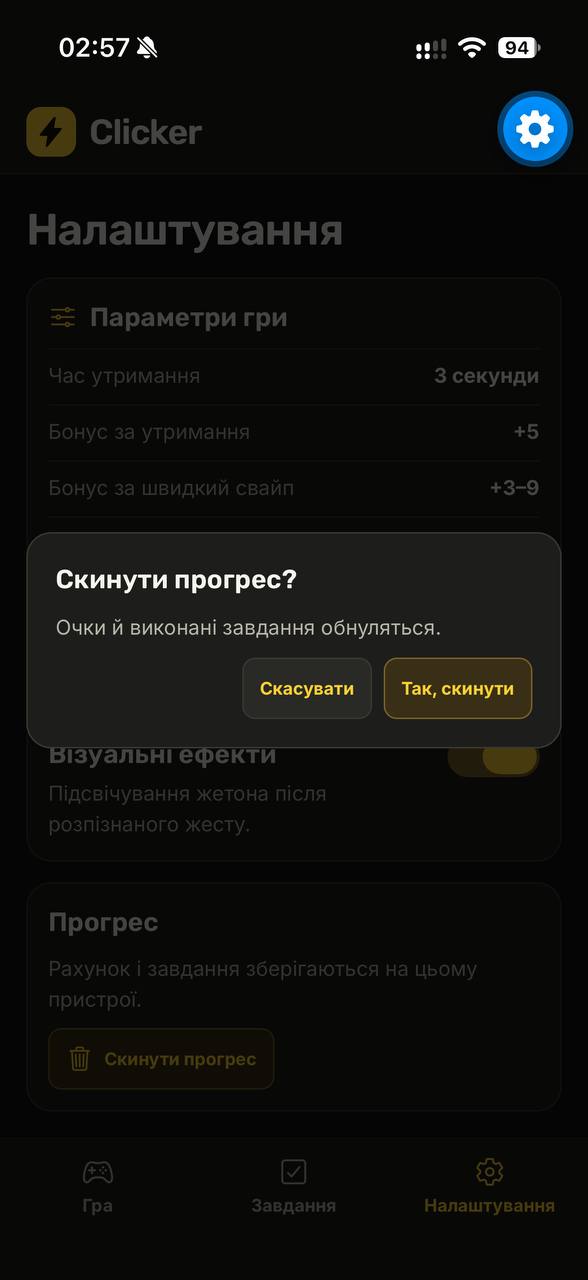 02:57
94
Clicker
Налаштування
Параметри гри
Час утримання 3 секунди
Бонус за утримання +5
Бонус за швидкий свайп +3–9
Скинути прогрес?
Очки й виконані завдання обнуляться.
Скасувати Так, скинути
Візуальні ефекти
Підсвічування жетона після
розпізнаного жесту.
Прогрес
Рахунок і завдання зберігаються на цьому
пристрої.
Скинути прогрес
Гра Завдання Налаштування